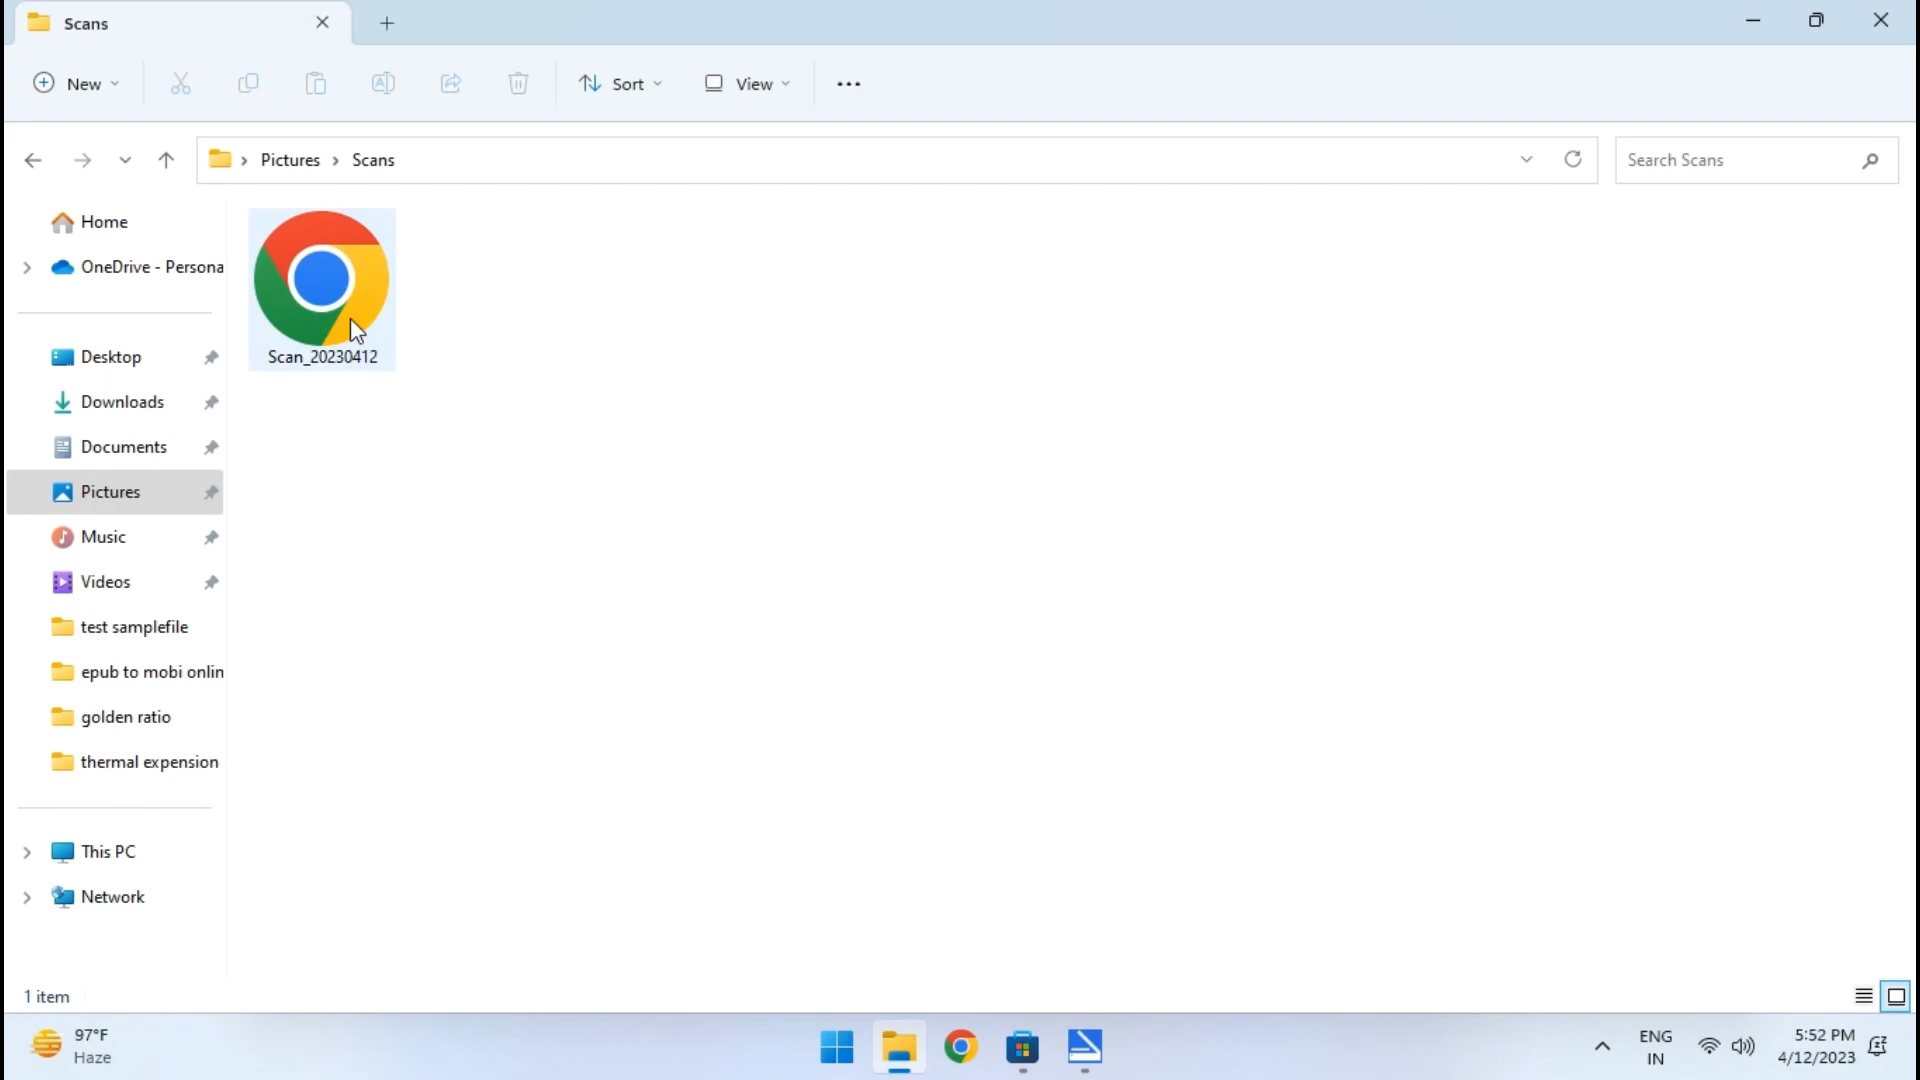 Scans
New
Sort
View
Pictures
Scans
Search Scans
Home
OneDrive - Persona
Desktop
Downloads
Documents
Pictures
Music
Videos
test samplefile
epub to mobi onlin
golden ratio
thermal expension
This PC
Network
Scan_20230412
1 item
97°F
Haze
ENG
IN
5:52 PM
4/12/2023